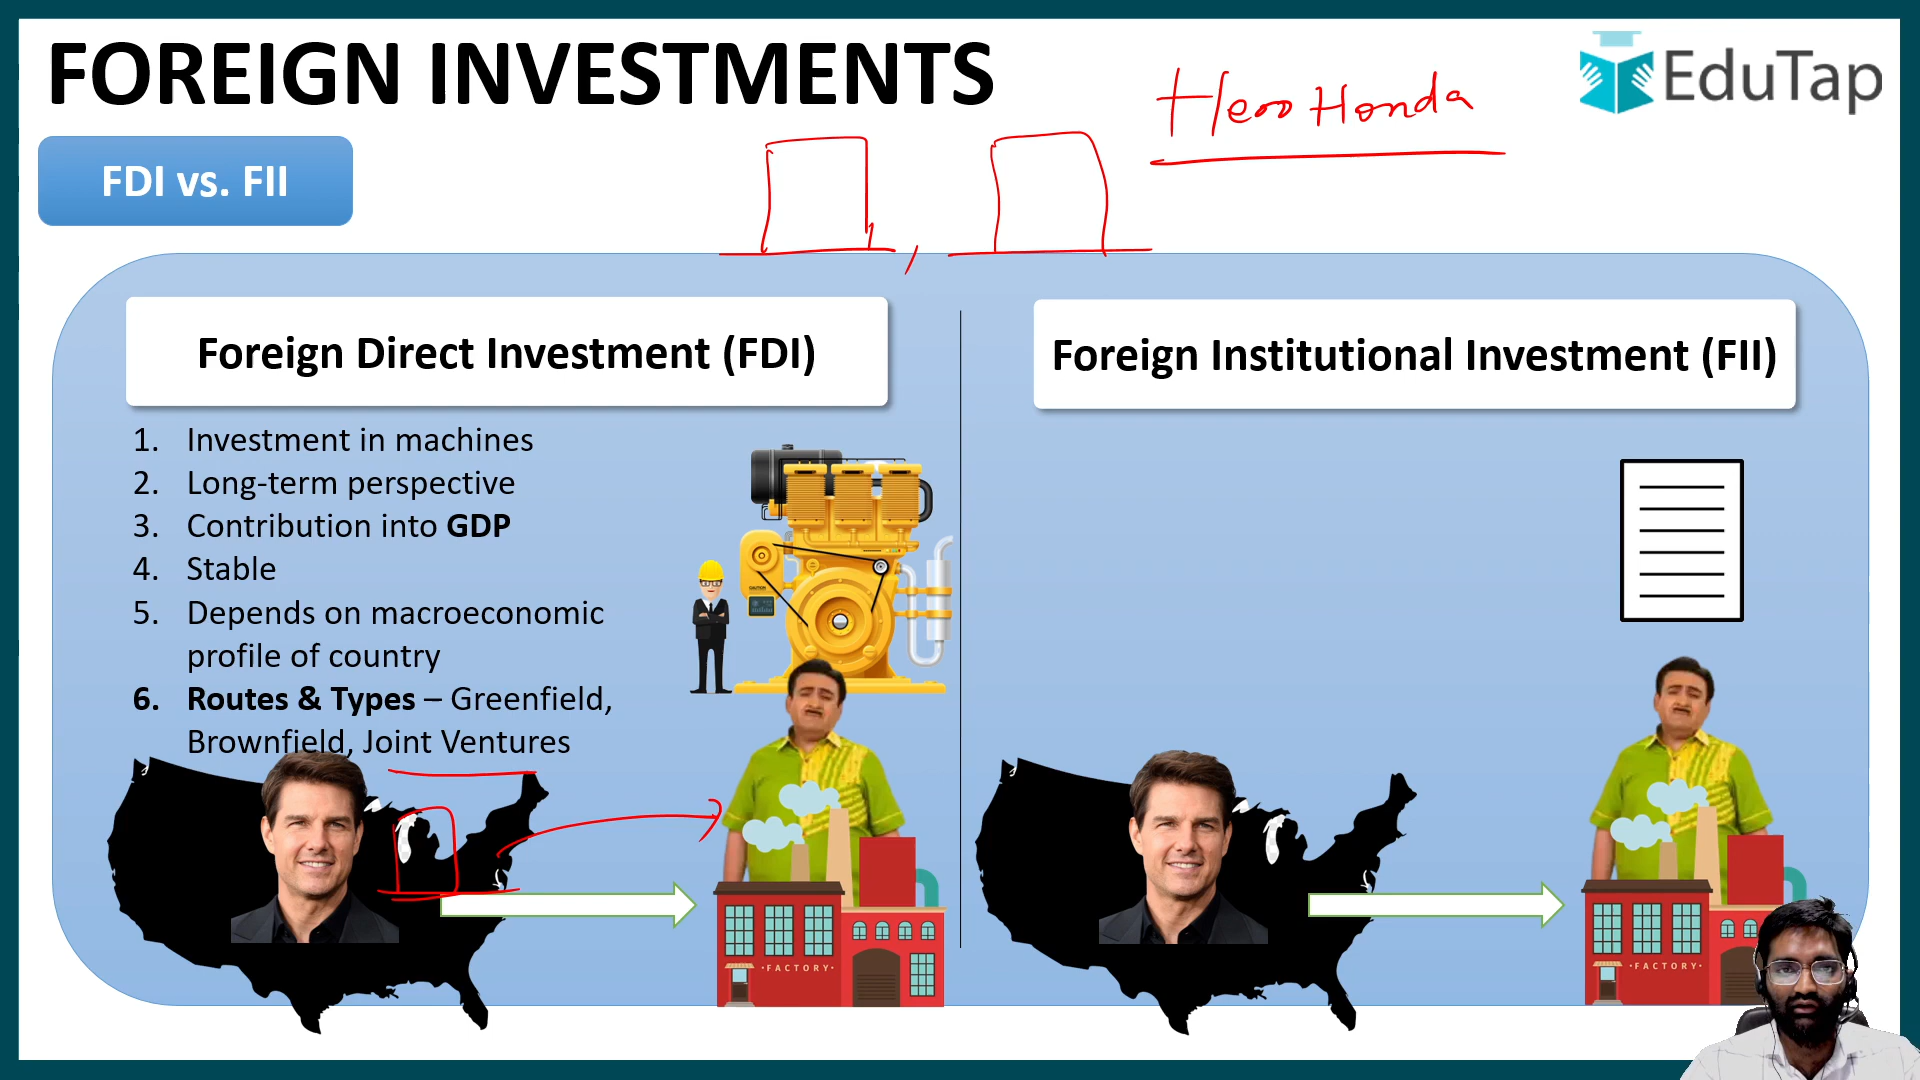 FOREIGN INVESTMENTS
Hero Honda
EduTap
FDI vs. FII
Foreign Direct Investment (FDI)
1. Investment in machines
2. Long-term perspective
3. Contribution into GDP
4. Stable
5. Depends on macroeconomic
profile of country
6. Routes & Types – Greenfield,
Brownfield, Joint Ventures
CAUTION
·FACTORY·
Foreign Institutional Investment (FII)
·FACTORY·